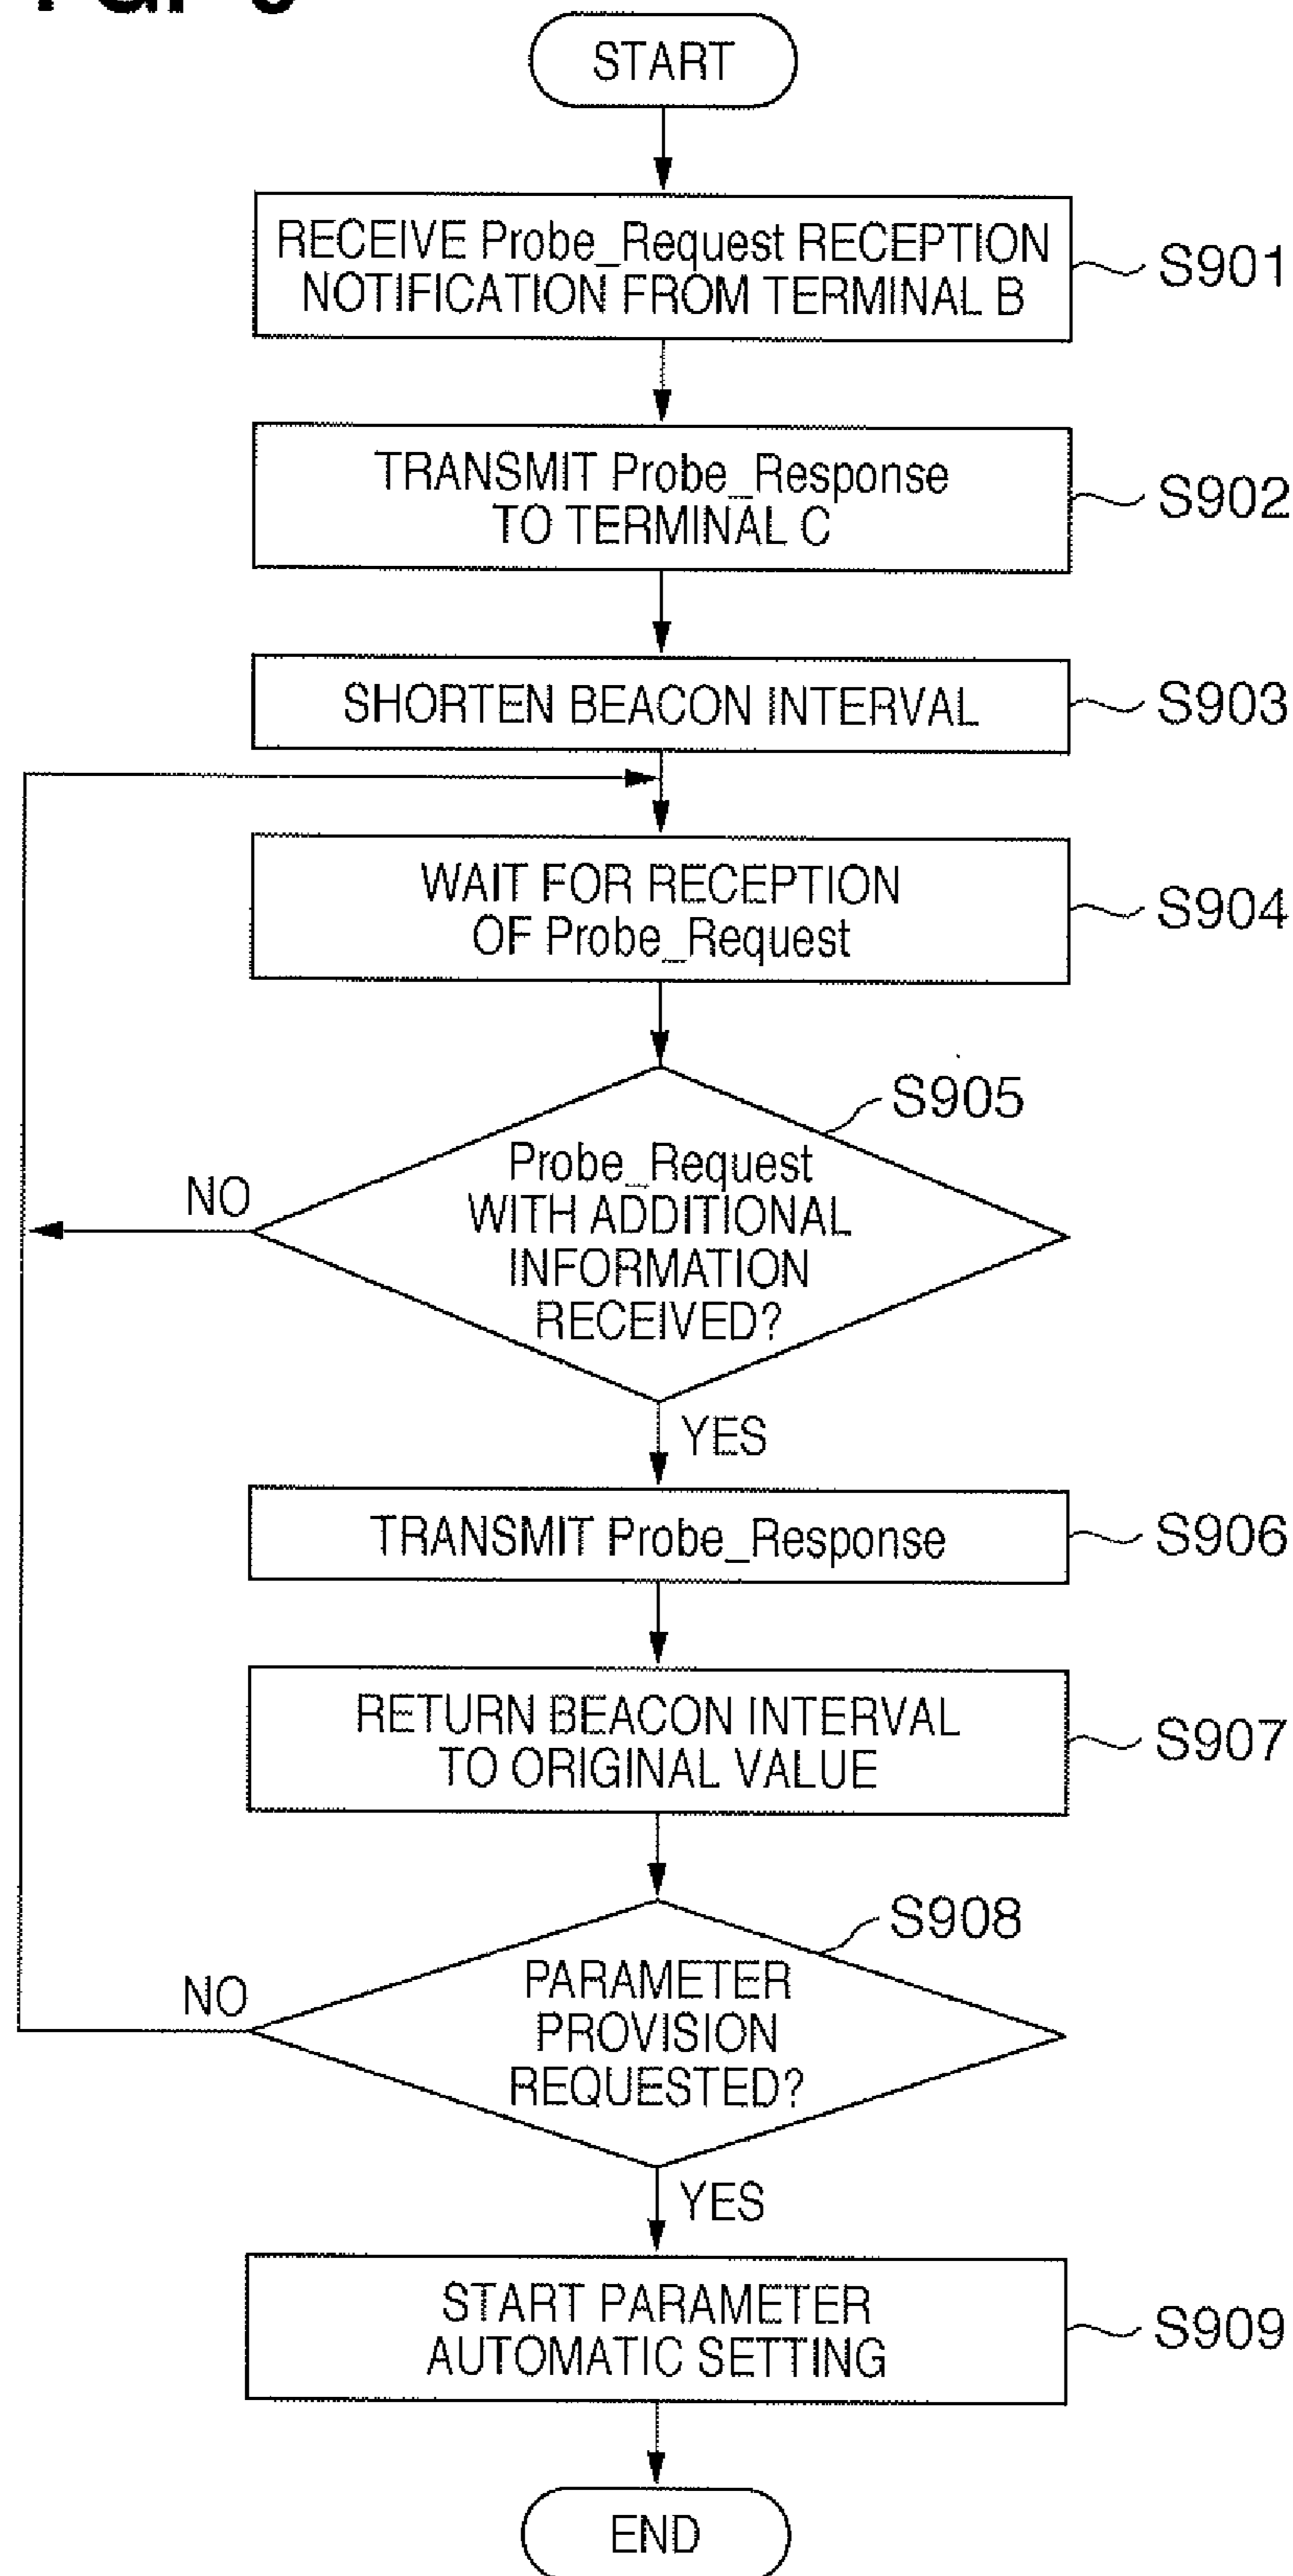 START
RECEIVE Probe_Request RECEPTION
NOTIFICATION FROM TERMINAL B
S901
TRANSMIT Probe_Response
TO TERMINAL C
S902
SHORTEN BEACON INTERVAL
S903
WAIT FOR RECEPTION
OF Probe_Request
S904
S905
Probe_Request
WITH ADDITIONAL
INFORMATION
RECEIVED?
NO
YES
TRANSMIT Probe_Response
S906
RETURN BEACON INTERVAL
TO ORIGINAL VALUE
S907
S908
PARAMETER
PROVISION
REQUESTED?
NO
YES
START PARAMETER
AUTOMATIC SETTING
S909
END